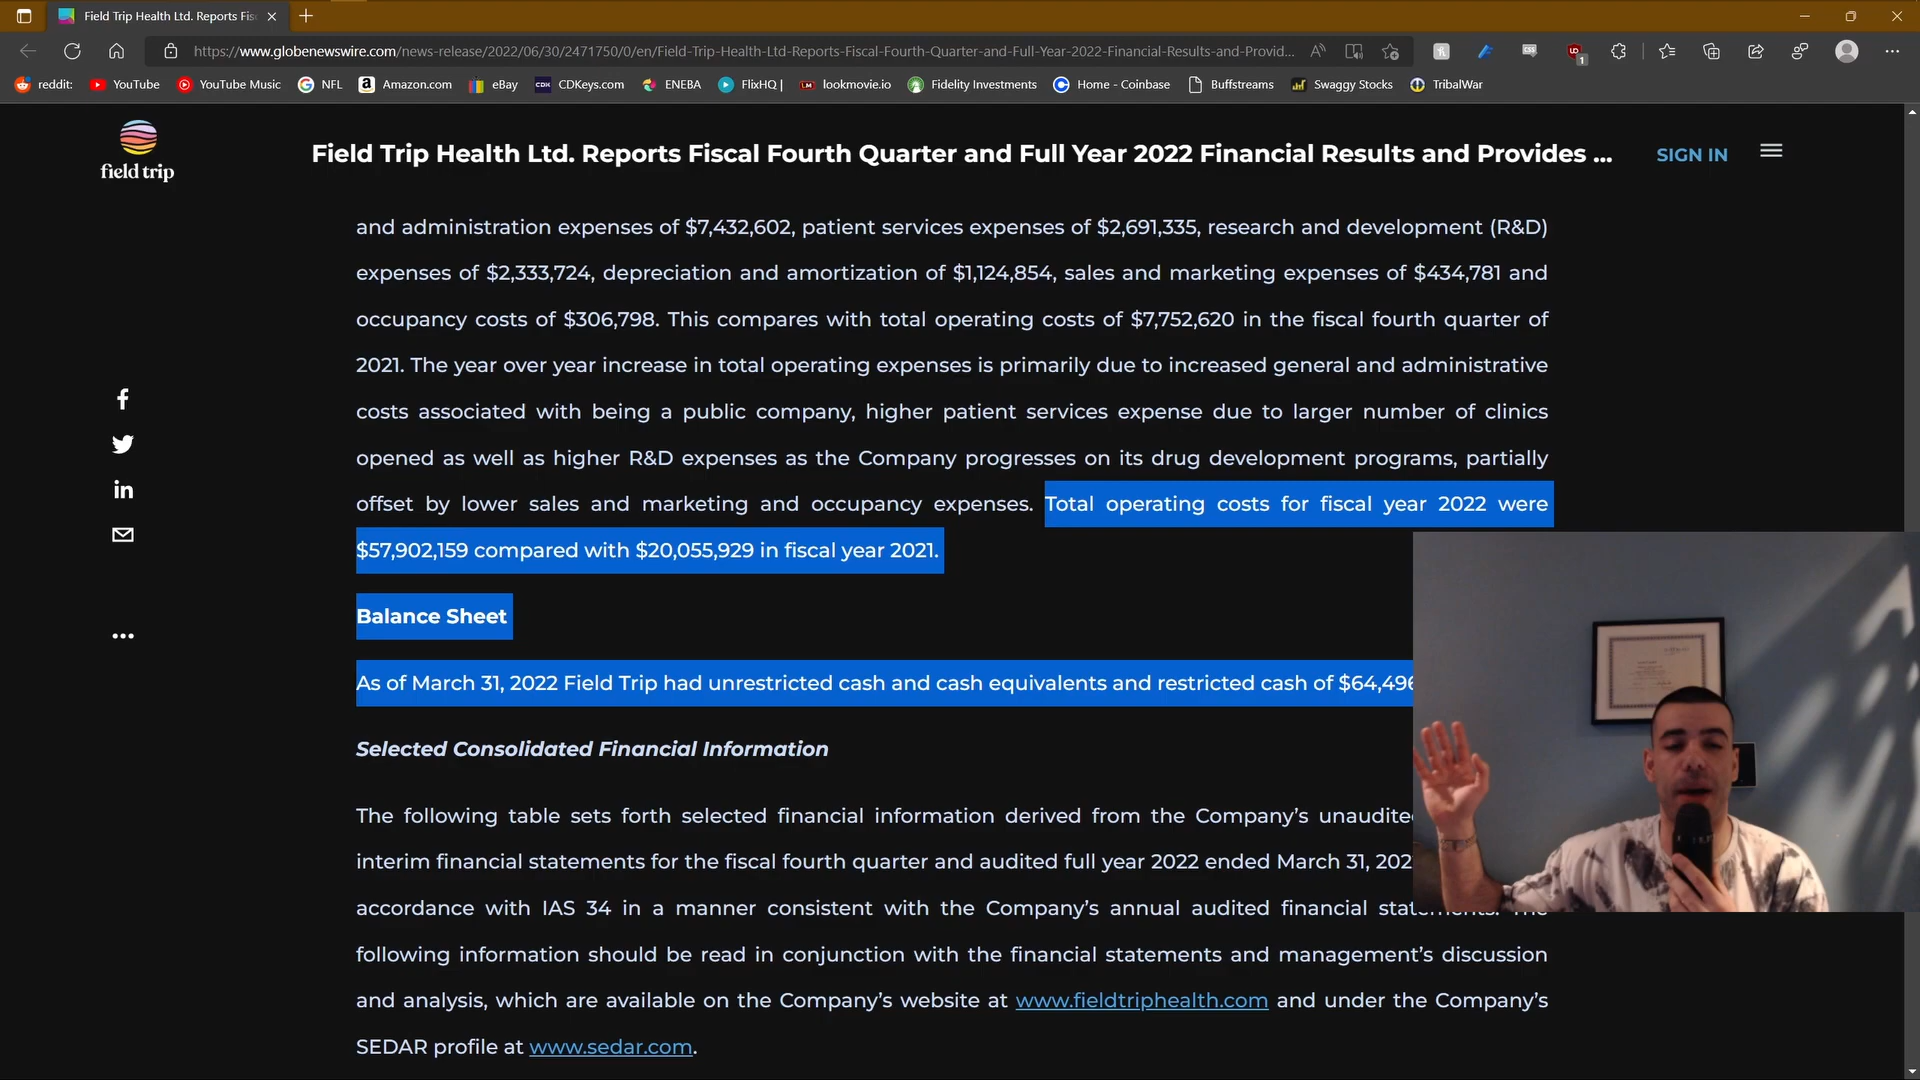 Field Trip Health Ltd. Reports Fis
https://www.globenewswire.com/news-release/2022/06/30/2471750/0/en/Field-Trip-Health-Ltd-Reports-Fiscal-Fourth-Quarter-and-Full-Year-2022-Financial-Results-and-Provid...
reddit:
YouTube
YouTube Music
NFL
Amazon.com
eBay
CDKeys.com
ENEBA
FlixHQ |
lookmovie.io
Fidelity Investments
Home - Coinbase
Buffstreams
Swaggy Stocks
TribalWar
field trip
Field Trip Health Ltd. Reports Fiscal Fourth Quarter and Full Year 2022 Financial Results and Provides ...
SIGN IN
and administration expenses of $7,432,602, patient services expenses of $2,691,335, research and development (R&D)
expenses of $2,333,724, depreciation and amortization of $1,124,854, sales and marketing expenses of $434,781 and
occupancy costs of $306,798. This compares with total operating costs of $7,752,620 in the fiscal fourth quarter of
2021. The year over year increase in total operating expenses is primarily due to increased general and administrative
costs associated with being a public company, higher patient services expense due to larger number of clinics
opened as well as higher R&D expenses as the Company progresses on its drug development programs, partially
offset by lower sales and marketing and occupancy expenses. Total operating costs for fiscal year 2022 were
$57,902,159 compared with $20,055,929 in fiscal year 2021.
Balance Sheet
As of March 31, 2022 Field Trip had unrestricted cash and cash equivalents and restricted cash of $64,496
Selected Consolidated Financial Information
The following table sets forth selected financial information derived from the Company's unaudite
interim financial statements for the fiscal fourth quarter and audited full year 2022 ended March 31, 202
accordance with IAS 34 in a manner consistent with the Company's annual audited financial statements. The
following information should be read in conjunction with the financial statements and management's discussion
and analysis, which are available on the Company's website at www.fieldtriphealth.com and under the Company's
SEDAR profile at www.sedar.com.